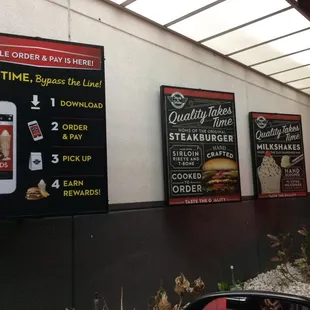 LE ORDER & PAY IS HERE!
TIME, Bypass the Line!
1 DOWNLOAD
2 ORDER
& PAY
3 PICK UP
4 EARN
REWARDS!
Quality Takes
Time
HOME OF THE ORIGINAL
STEAKBURGER
SIRLOIN
RIBEYE AND
T-BONE
HAND
CRAFTED
COOKED
TO
ORDER
Quality Takes
Time
MILKSHAKES